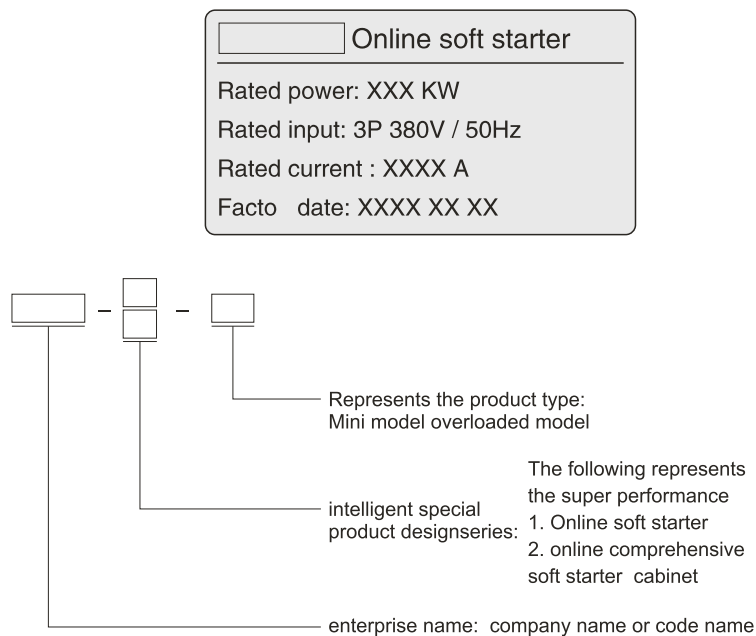 Online soft starter
Rated power: XXX KW
Rated input: 3P 380V / 50Hz
Rated current : XXXX A
Facto date: XXXX XX XX
– –
Represents the product type:
Mini model overloaded model
intelligent special
product designseries:
The following represents
the super performance
1. Online soft starter
2. online comprehensive
soft starter cabinet
enterprise name: company name or code name